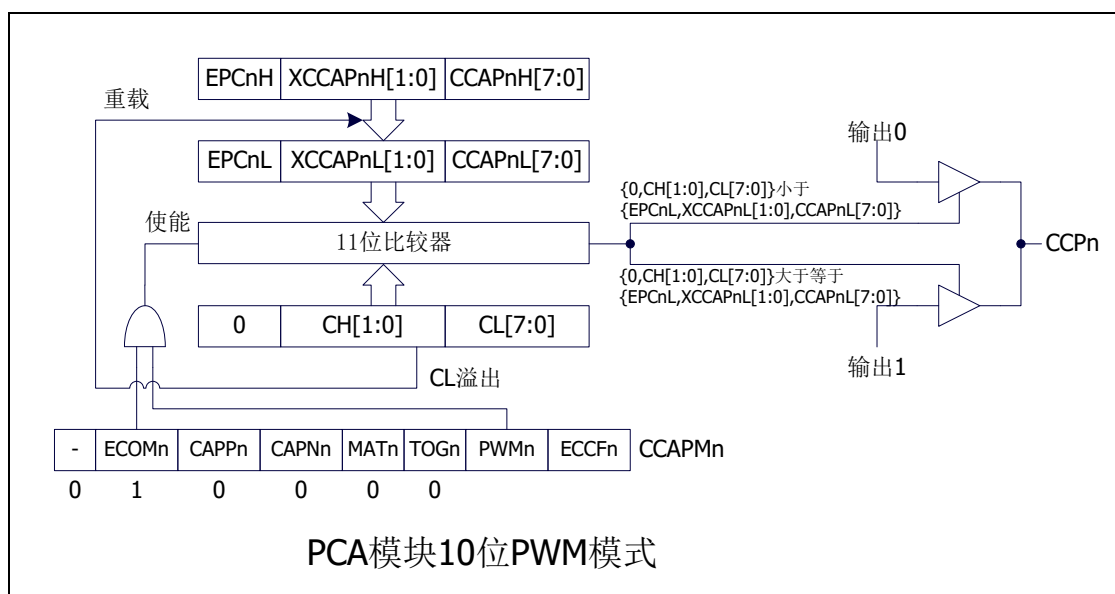 EPCnH XCCAPnH[1:0] CCAPnH[7:0]
重载
输出0
EPCnL XCCAPnL[1:0] CCAPnL[7:0]
{0,CH[1:0],CL[7:0]}小于
{EPCnL,XCCAPnL[1:0],CCAPnL[7:0]}
使能
11位比较器
CCPn
{0,CH[1:0],CL[7:0]}大于等于
{EPCnL,XCCAPnL[1:0],CCAPnL[7:0]}
0 CH[1:0] CL[7:0]
输出1
CL溢出
- ECOMn CAPPn CAPNn MATn TOGn PWMn ECCFn CCAPMn
0 1 0 0 0 0
PCA模块10位PWM模式